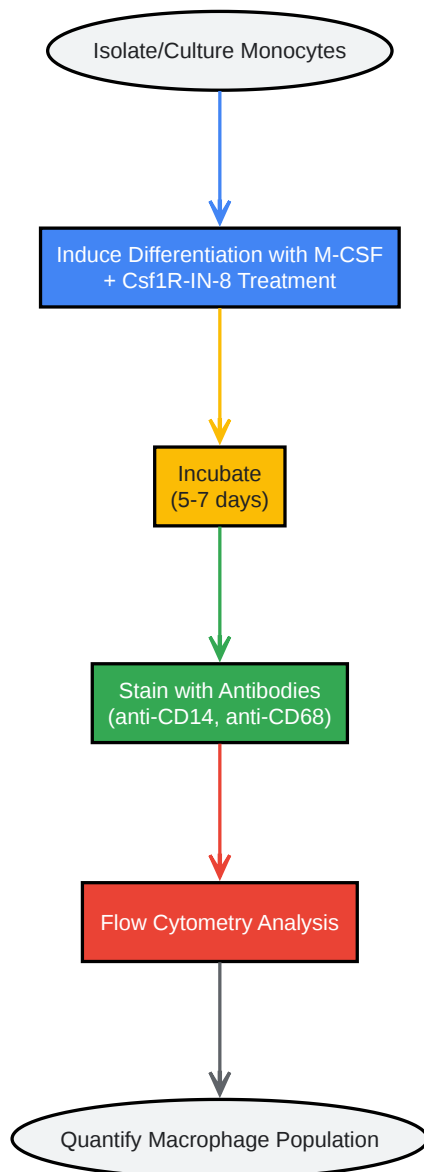 Isolate/Culture Monocytes
Induce Differentiation with M-CSF
+ Csf1R-IN-8 Treatment
Incubate
(5-7 days)
Stain with Antibodies
(anti-CD14, anti-CD68)
Flow Cytometry Analysis
Quantify Macrophage Population